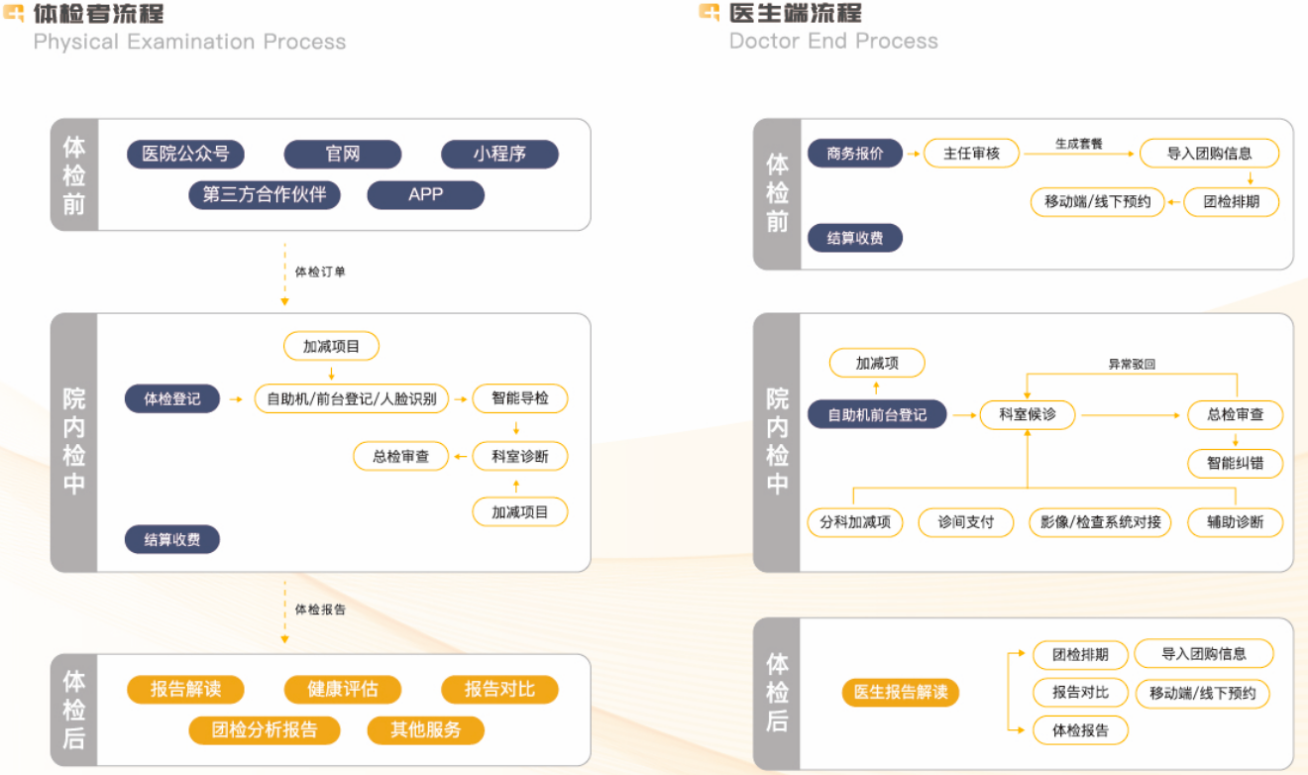 体检者流程
Physical Examination Process
体检前
医院公众号
官网
小程序
第三方合作伙伴
APP
体检订单
院内检中
加减项目
体检登记
自助机/前台登记/人脸识别
智能导检
总检审查
科室诊断
加减项目
结算收费
体检报告
体检后
报告解读
健康评估
报告对比
团检分析报告
其他服务
医生端流程
Doctor End Process
体检前
商务报价
主任审核
生成套餐
导入团购信息
移动端/线下预约
团检排期
结算收费
院内检中
加减项
异常驳回
自助机前台登记
科室候诊
总检审查
智能纠错
分科加减项
诊间支付
影像/检查系统对接
辅助诊断
体检后
医生报告解读
团检排期
导入团购信息
报告对比
移动端/线下预约
体检报告